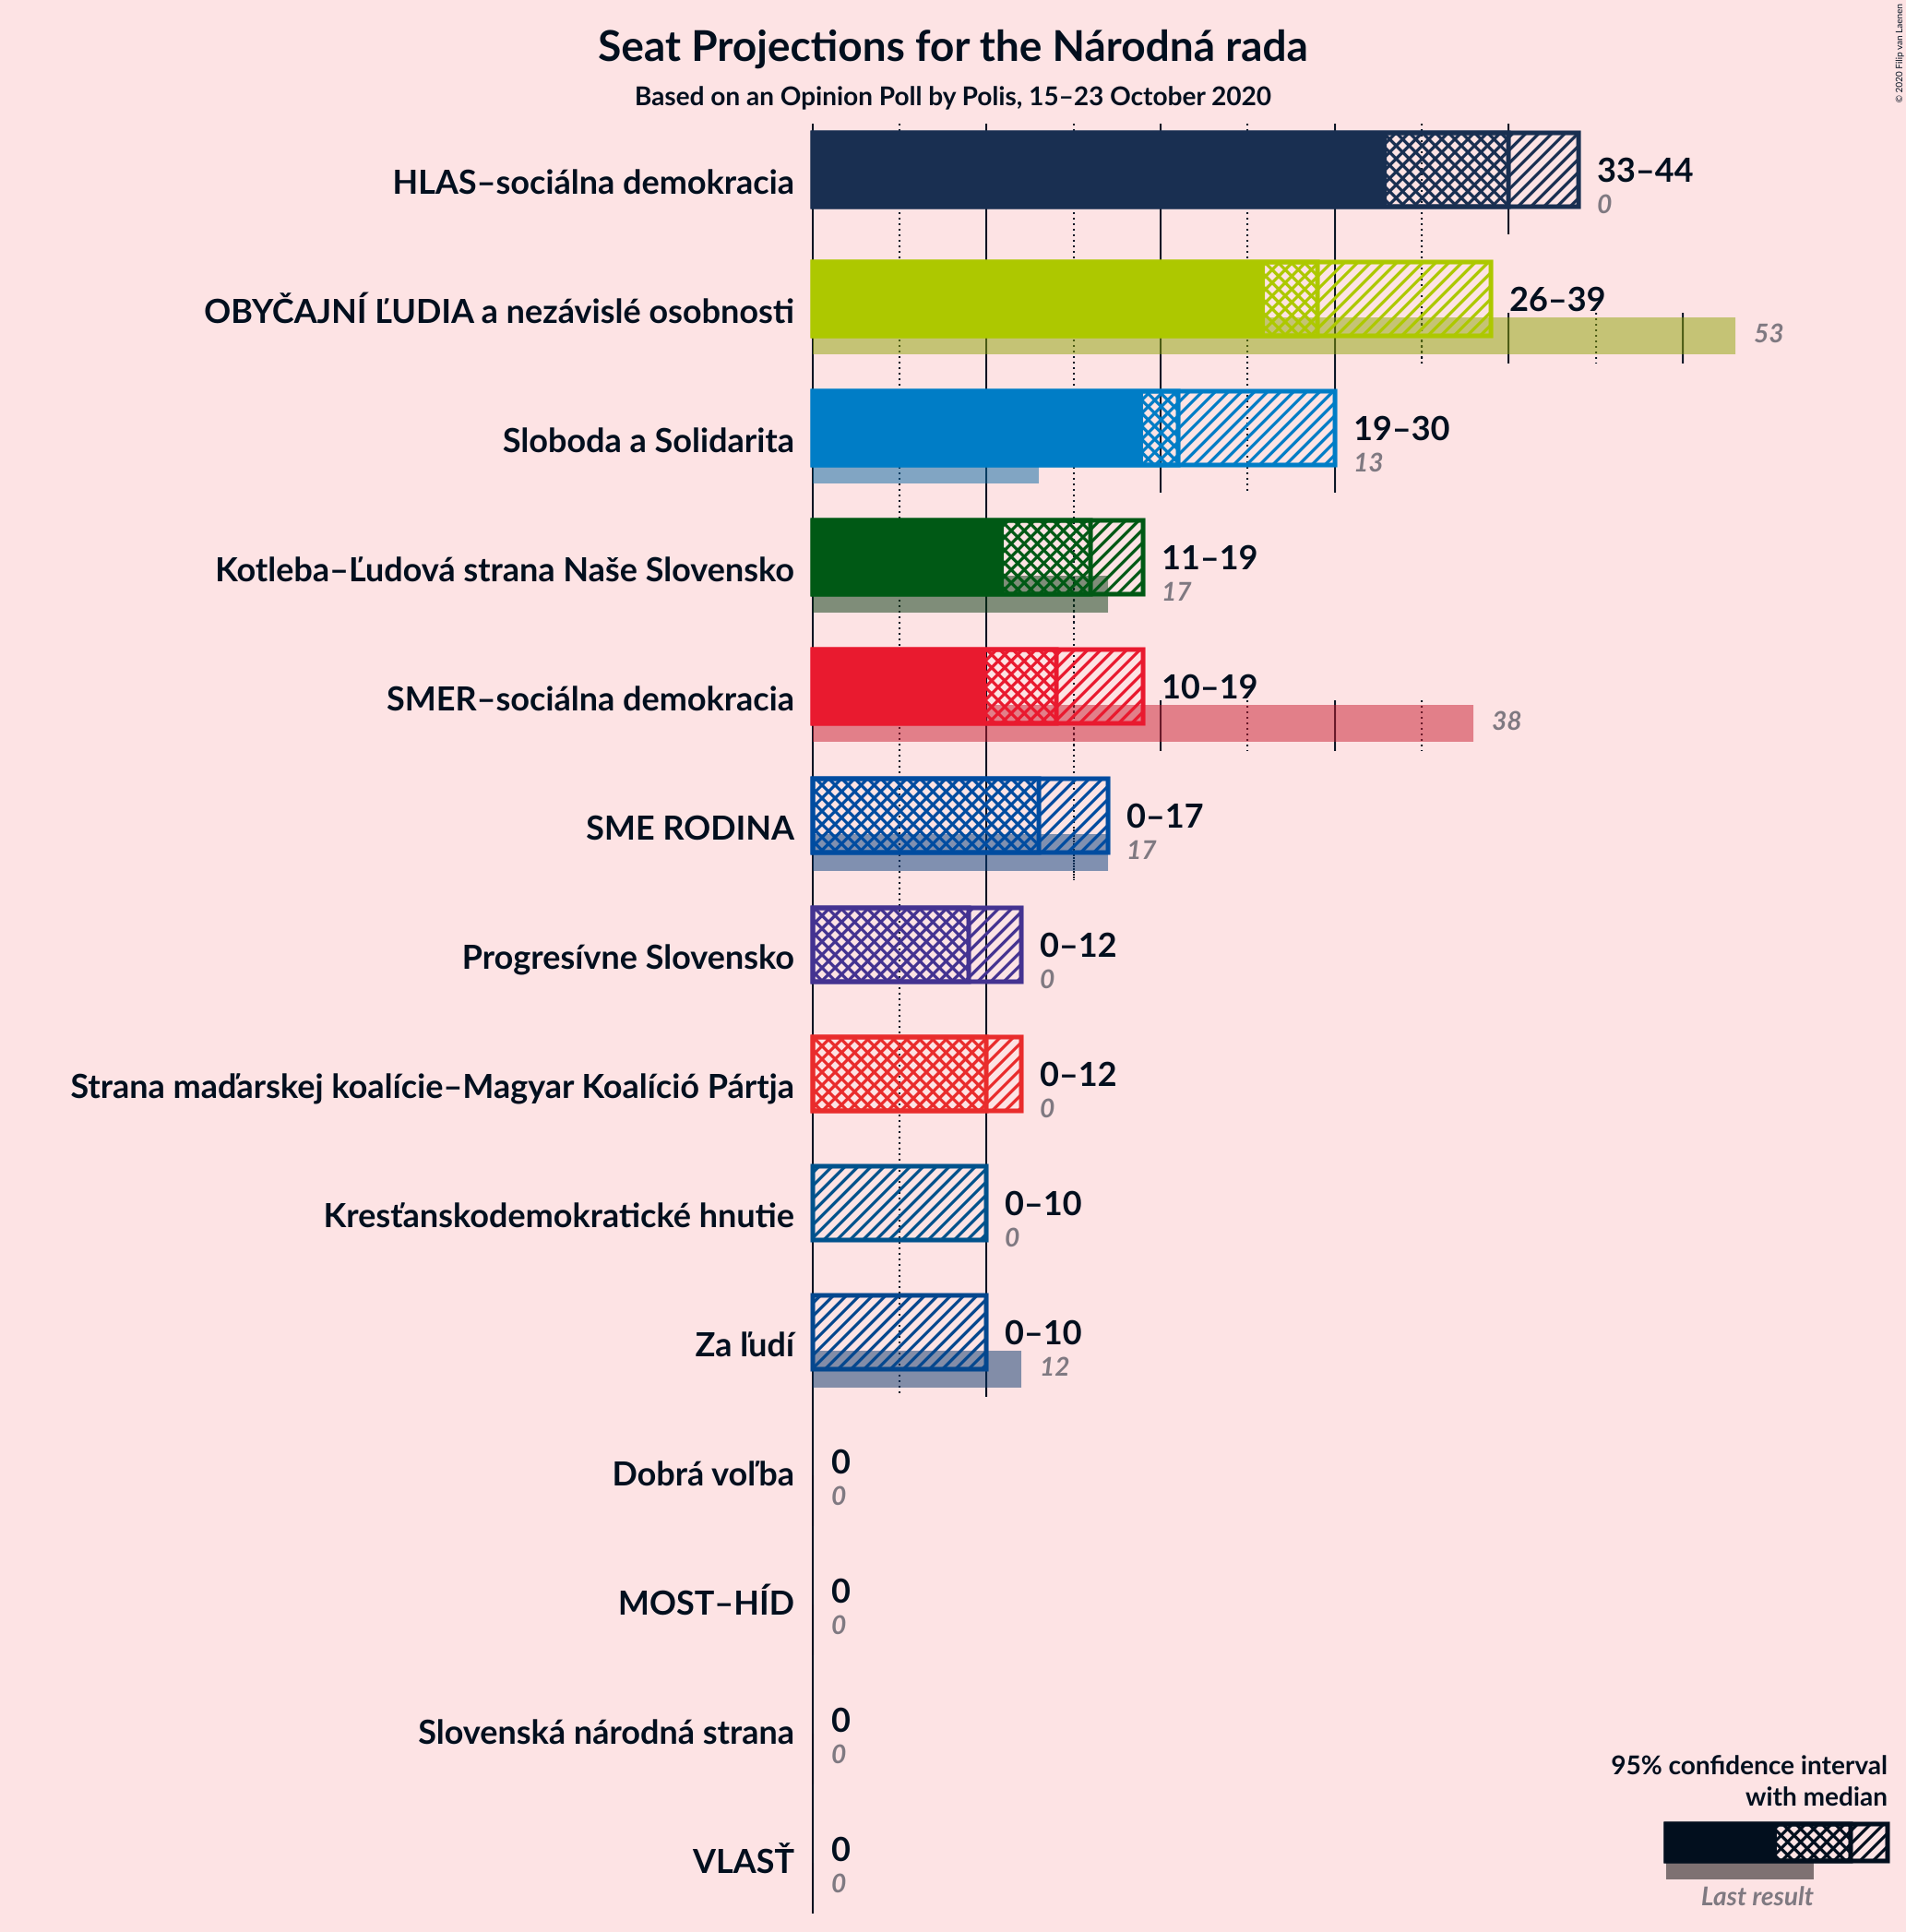 Seat Projections for the Národná rada
Based on an Opinion Poll by Polis, 15–23 October 2020
© 2020 Filip van Laenen
HLAS–sociálna demokracia
33–44
0
OBYČAJNÍ ĽUDIA a nezávislé osobnosti
26–39
53
Sloboda a Solidarita
19–30
13
Kotleba–Ľudová strana Naše Slovensko
11–19
17
SMER–sociálna demokracia
10–19
38
SME RODINA
0–17
17
Progresívne Slovensko
0–12
0
Strana maďarskej koalície–Magyar Koalíció Pártja
0–12
0
Kresťanskodemokratické hnutie
0–10
0
Za ľudí
0–10
12
Dobrá voľba
0
0
MOST–HÍD
0
0
Slovenská národná strana
0
0
VLASŤ
0
0
95% confidence interval
with median
Last result